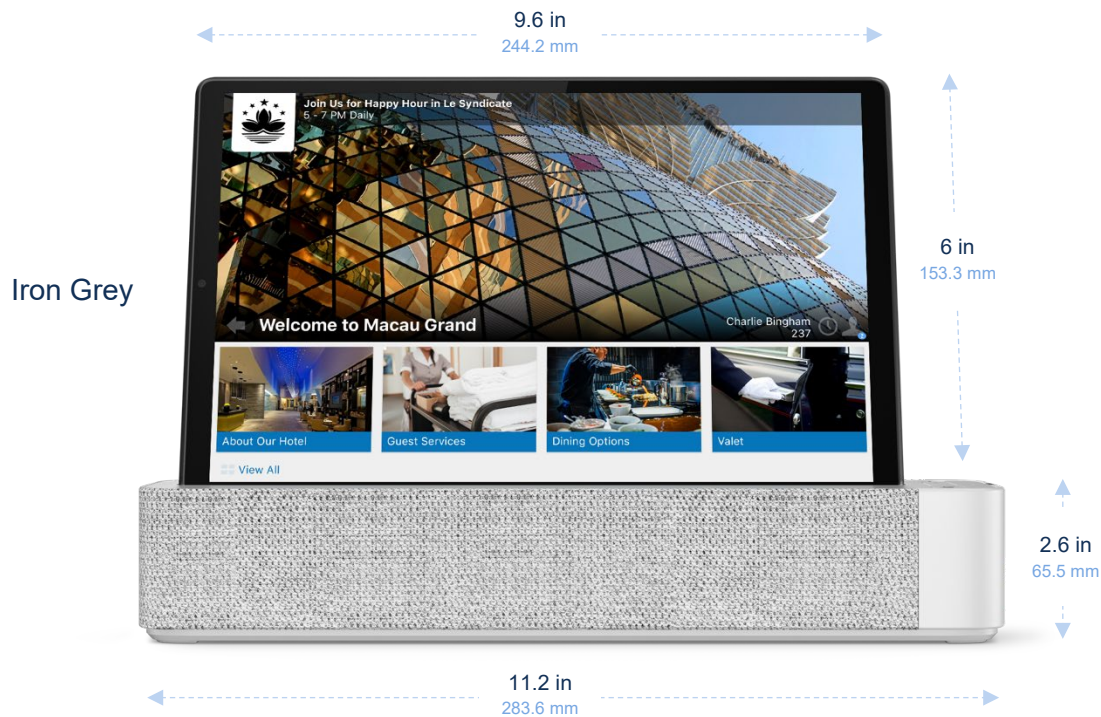 9.6 in
244.2 mm
Join Us for Happy Hour in Le Syndicate
5 - 7 PM Daily
6 in
153.3 mm
Iron Grey
Welcome to Macau Grand
Charlie Bingham
237
About Our Hotel
Guest Services
Dining Options
Valet
View All
2.6 in
65.5 mm
11.2 in
283.6 mm